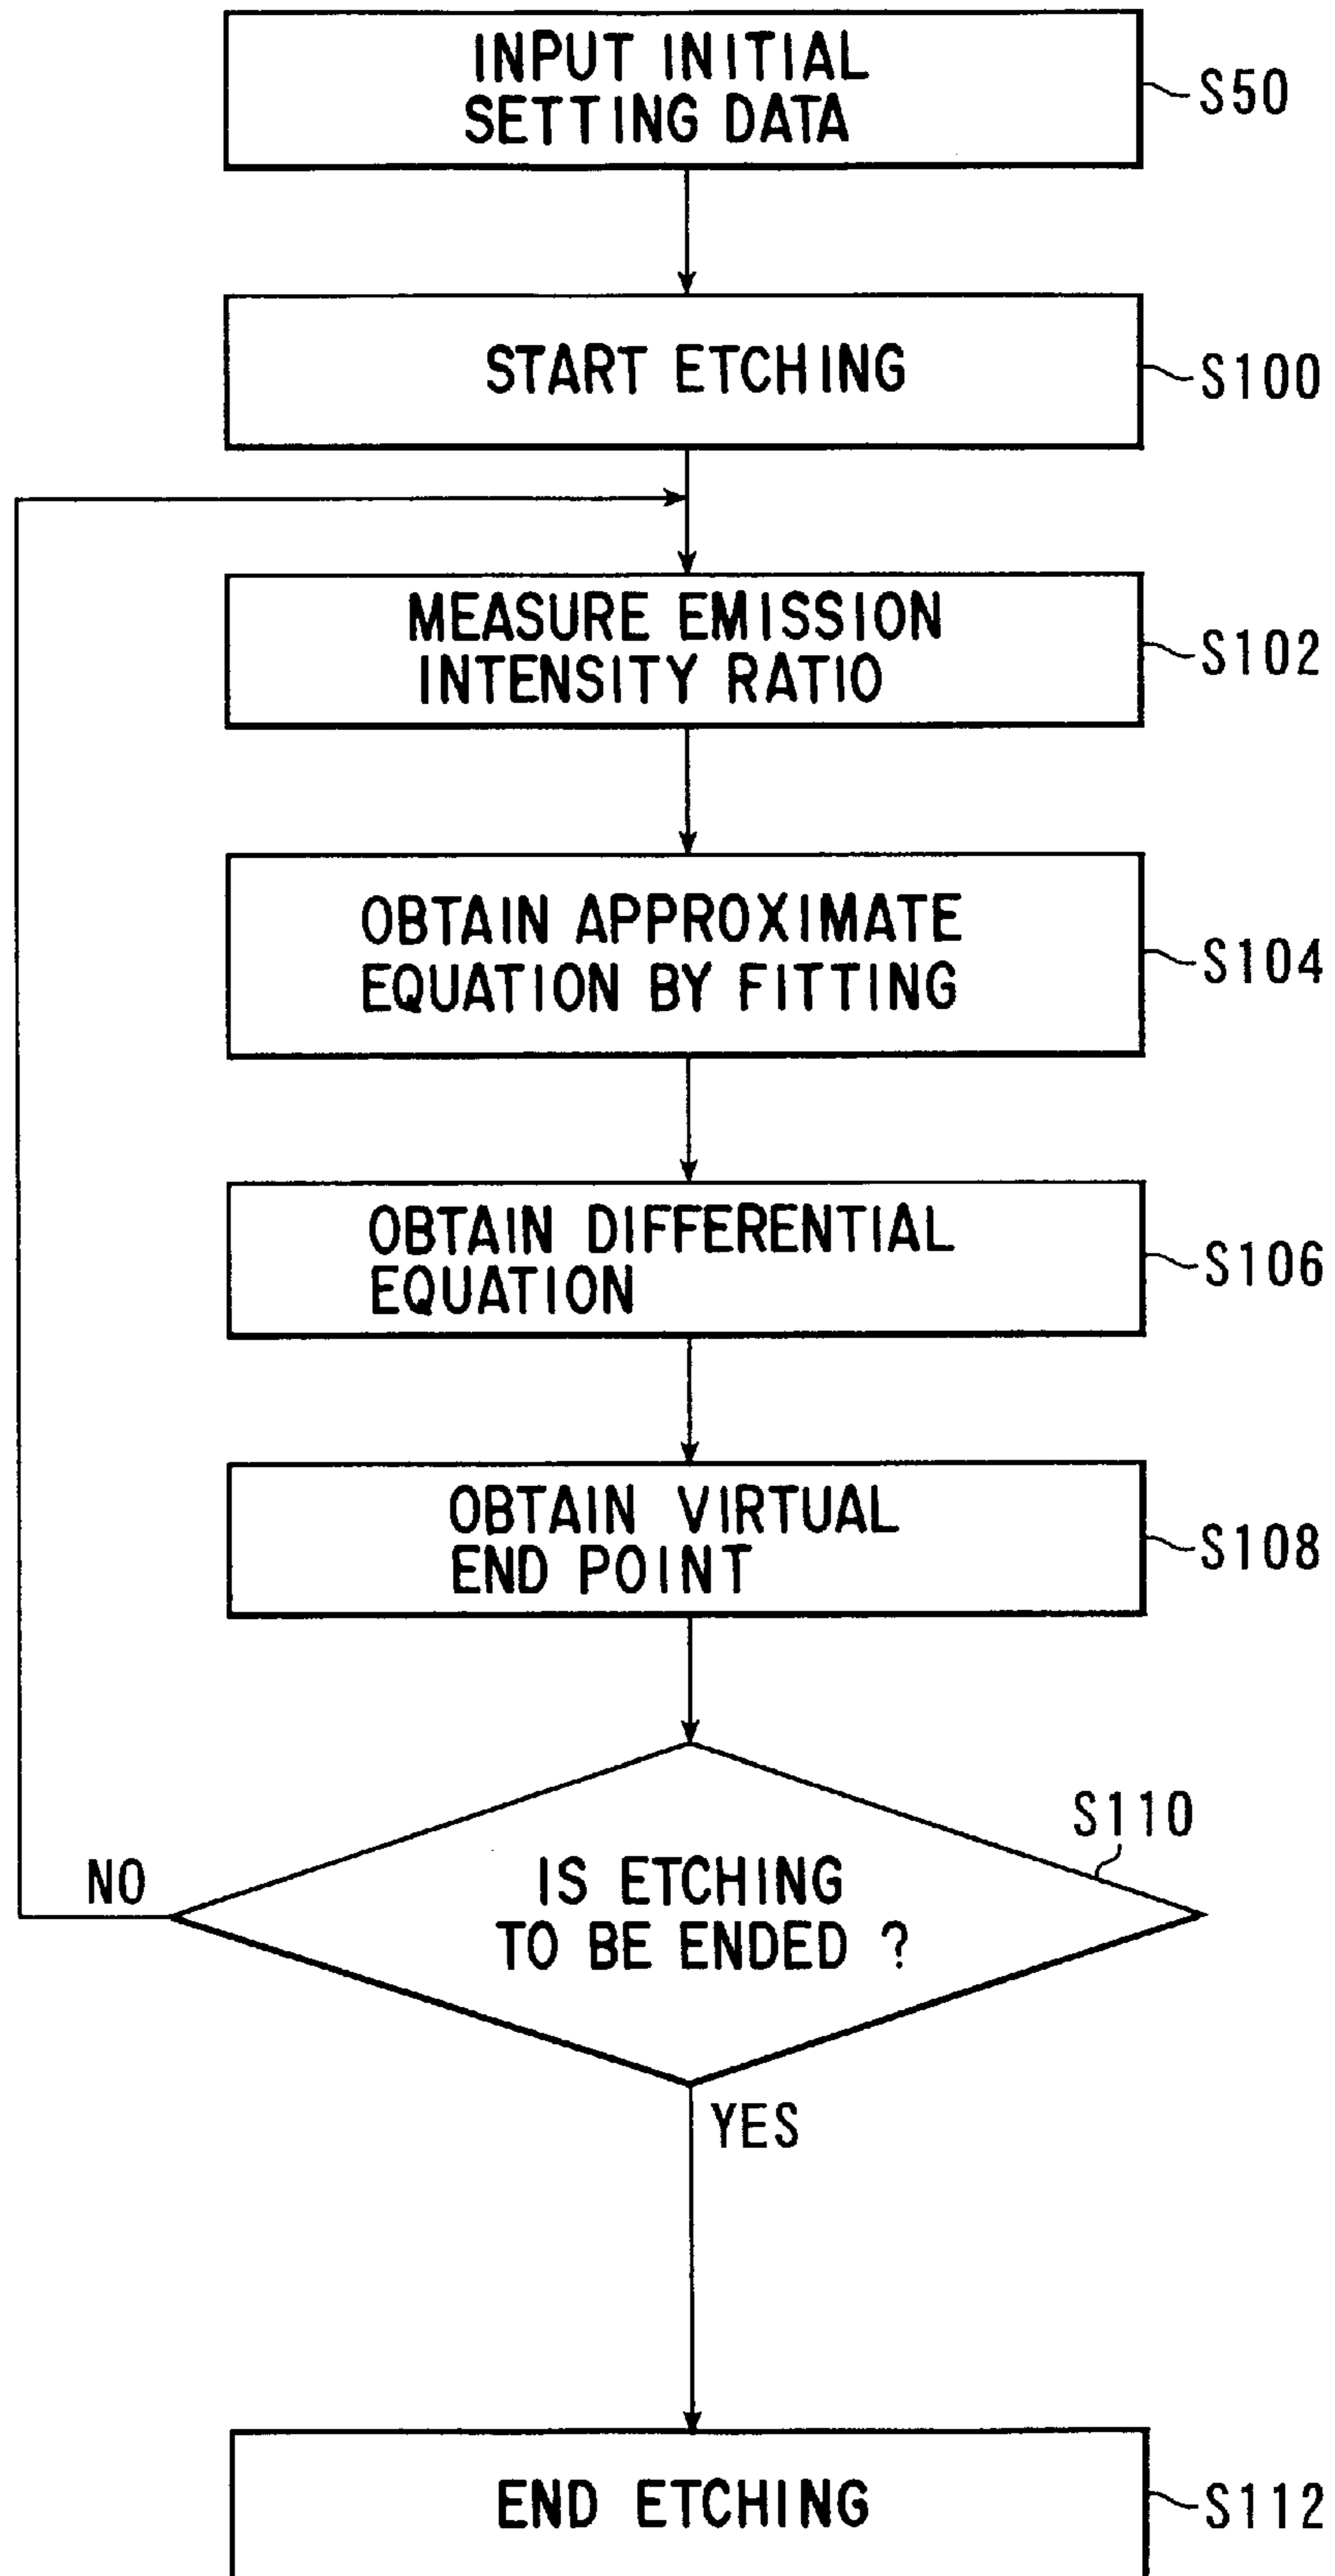 INPUT INITIAL
SETTING DATA
S50
START ETCHING
S100
MEASURE EMISSION
INTENSITY RATIO
S102
OBTAIN APPROXIMATE
EQUATION BY FITTING
S104
OBTAIN DIFFERENTIAL
EQUATION
S106
OBTAIN VIRTUAL
END POINT
S108
S110
NO
IS ETCHING
TO BE ENDED ?
YES
END ETCHING
S112